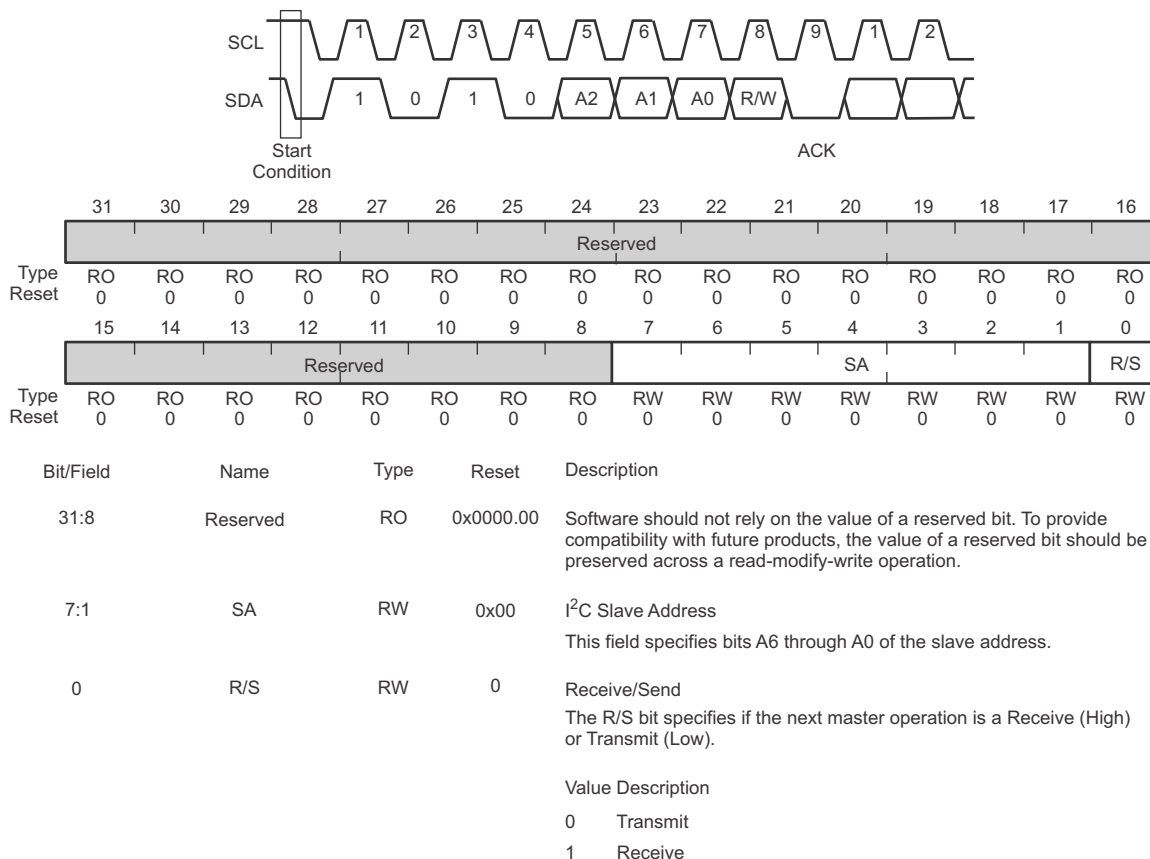 SCL 1 2 3 4 5 6 7 8 9 1 2
SDA 1 0 1 0 A2 A1 A0 R/W
Start
Condition
ACK
31 30 29 28 27 26 25 24 23 22 21 20 19 18 17 16
Reserved
Type RO RO RO RO RO RO RO RO RO RO RO RO RO RO RO RO
Reset 0 0 0 0 0 0 0 0 0 0 0 0 0 0 0 0
15 14 13 12 11 10 9 8 7 6 5 4 3 2 1 0
Reserved SA R/S
Type RO RO RO RO RO RO RO RO RW RW RW RW RW RW RW RW
Reset 0 0 0 0 0 0 0 0 0 0 0 0 0 0 0 0
Bit/Field Name Type Reset Description
31:8 Reserved RO 0x0000.00 Software should not rely on the value of a reserved bit. To provide
compatibility with future products, the value of a reserved bit should be
preserved across a read-modify-write operation.
7:1 SA RW 0x00 I²C Slave Address
This field specifies bits A6 through A0 of the slave address.
0 R/S RW 0 Receive/Send
The R/S bit specifies if the next master operation is a Receive (High)
or Transmit (Low).
Value Description
0 Transmit
1 Receive